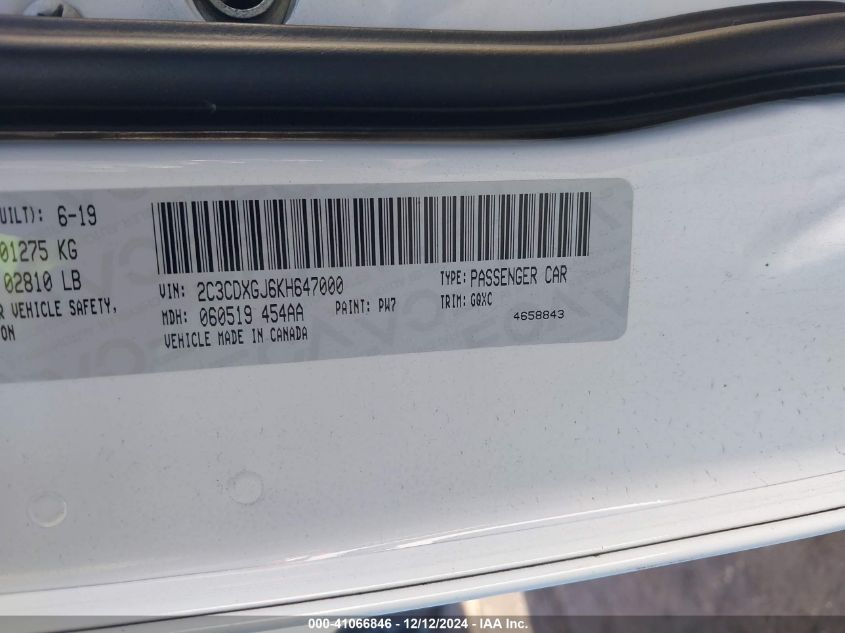 UILT): 6-19
01275 KG
02810 LB
R VEHICLE SAFETY,
ON
VIN: 2C3CDXGJ6KH647000
TYPE: PASSENGER CAR
MDH: 060519 454AA
PAINT: PW7
TRIM: GQXC
VEHICLE MADE IN CANADA
4658843
000-41066846 - 12/12/2024 - IAA Inc.